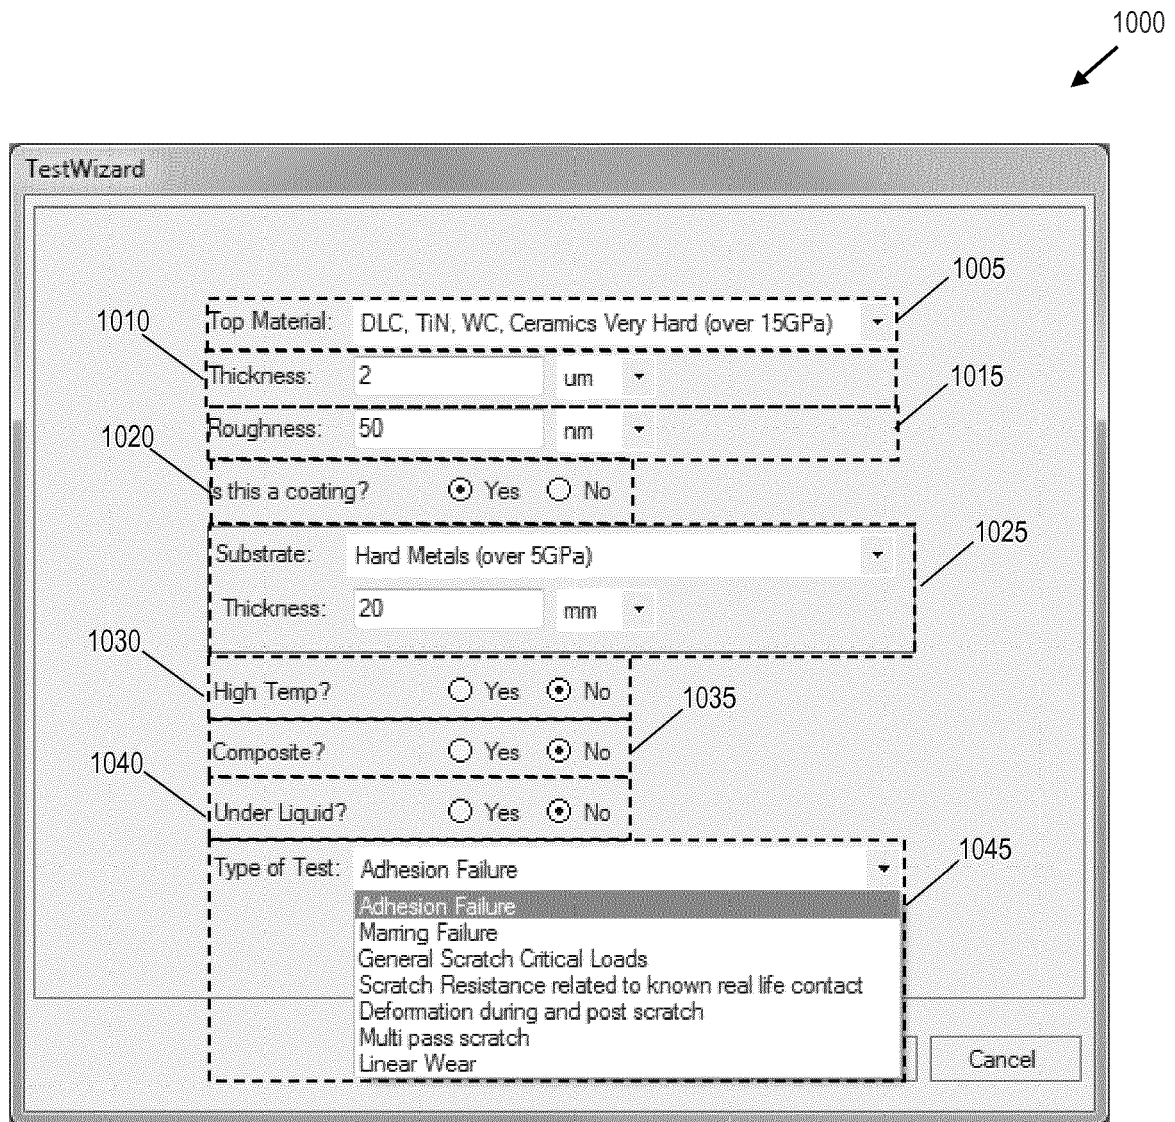 1000
TestWizard
1005
1010
Top Material: DLC, TiN, WC, Ceramics Very Hard (over 15GPa)
Thickness: 2 um
1015
Roughness: 50 nm
1020
Is this a coating? Yes No
1025
Substrate: Hard Metals (over 5GPa)
Thickness: 20 mm
1030
High Temp? Yes No
1035
Composite? Yes No
1040
Under Liquid? Yes No
1045
Type of Test: Adhesion Failure
Adhesion Failure
Marring Failure
General Scratch Critical Loads
Scratch Resistance related to known real life contact
Deformation during and post scratch
Multi pass scratch
Linear Wear
Cancel